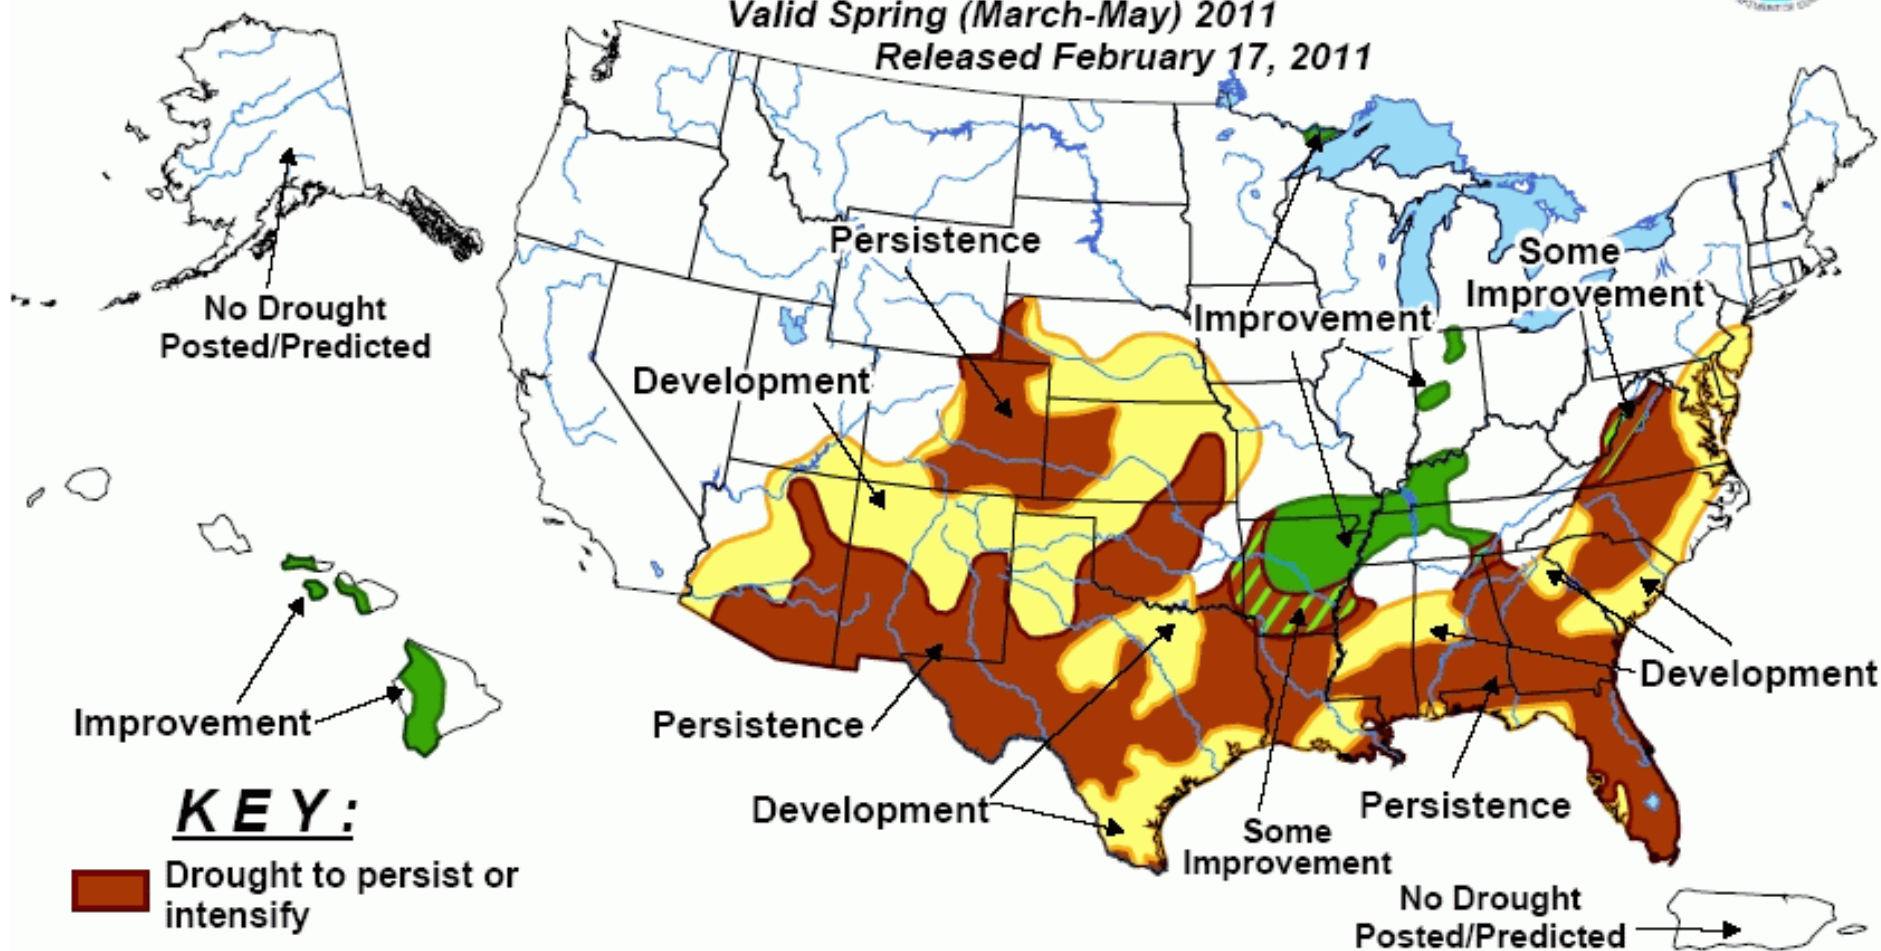 Valid Spring (March-May) 2011
Released February 17, 2011
Persistence
Some
Improvement
No Drought
Posted/Predicted
Improvement
Development
Development
Improvement
Persistence
Development
Persistence
Some
Improvement
KEY:
Drought to persist or
intensify
No Drought
Posted/Predicted